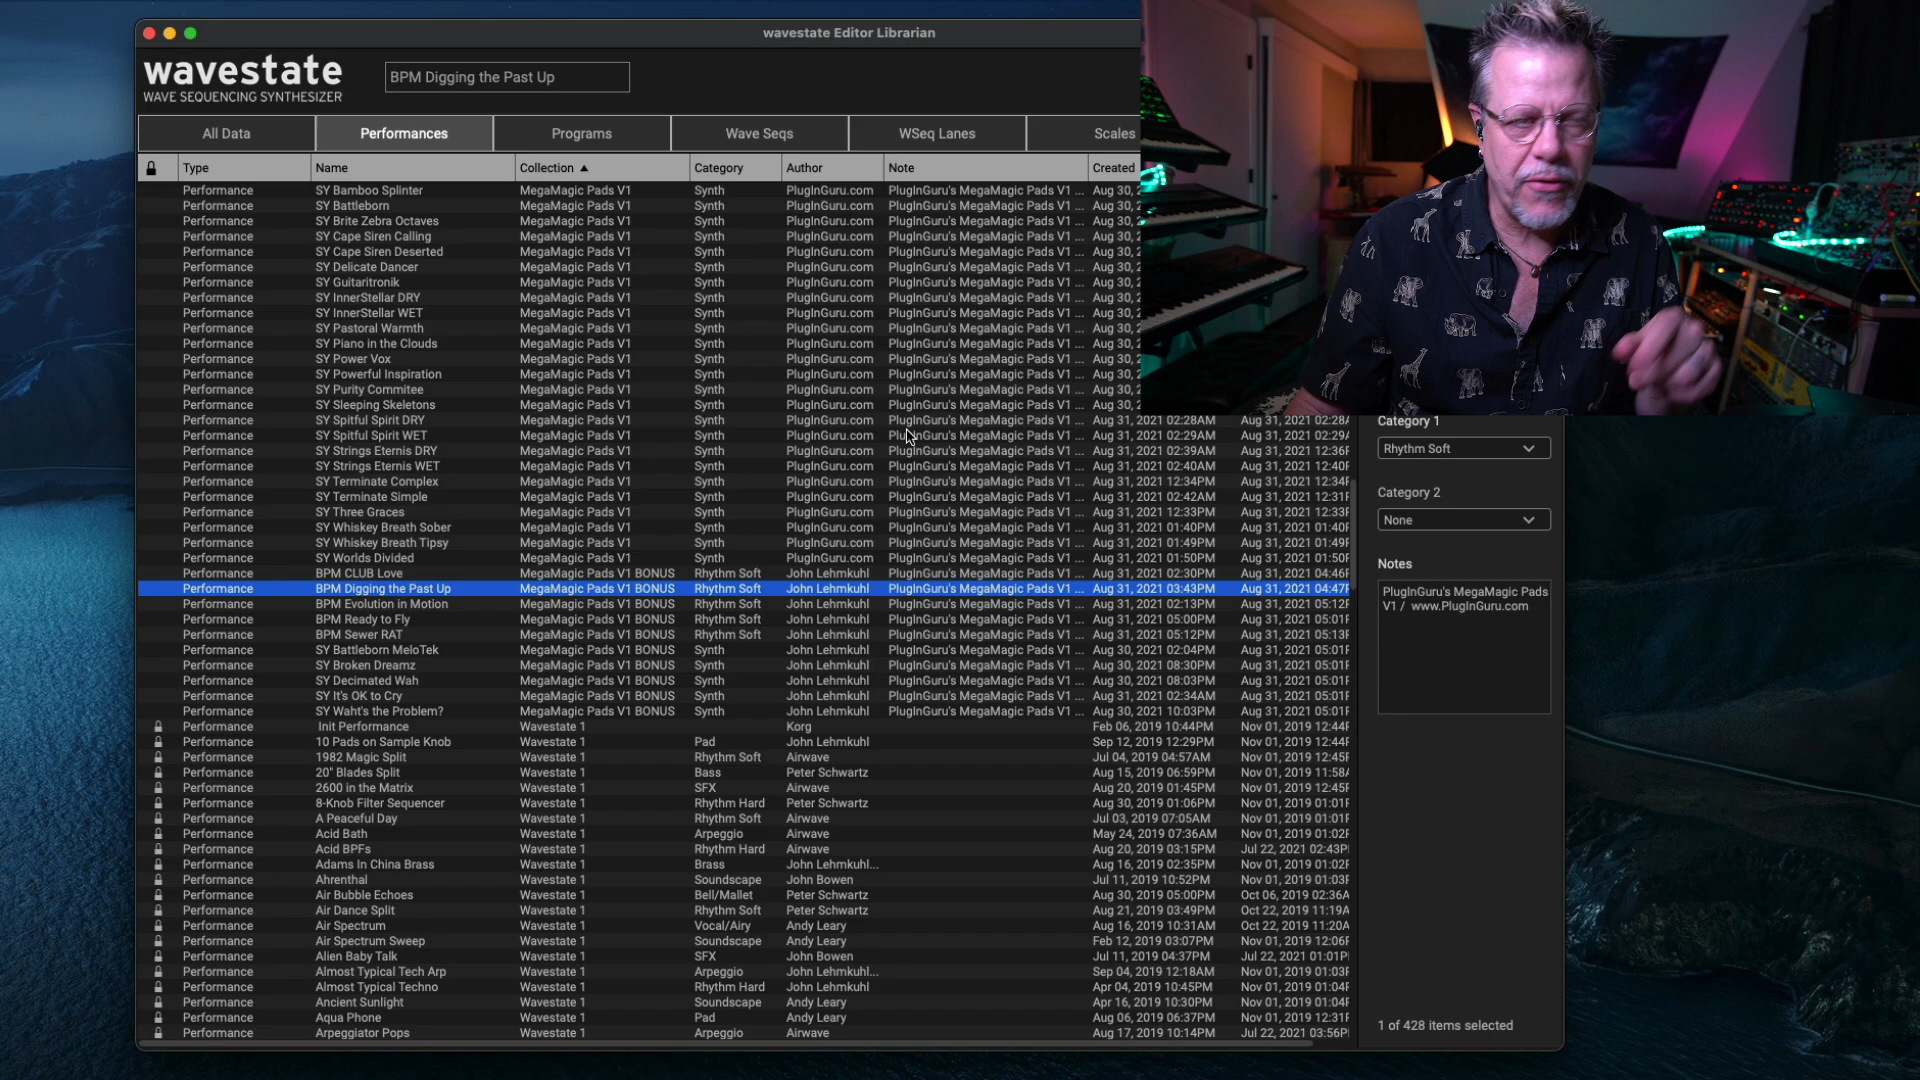 wavestate Editor Librarian
wavestate
WAVE SEQUENCING SYNTHESIZER
BPM Digging the Past Up
All Data Performances Programs Wave Seqs WSeq Lanes Scales
Type Name Collection Category Author Note Created
Performance SY Bamboo Splinter MegaMagic Pads V1 Synth PlugInGuru.com PlugInGuru's MegaMagic Pads V1 ... Aug 30, 2
Performance SY Battleborn MegaMagic Pads V1 Synth PlugInGuru.com PlugInGuru's MegaMagic Pads V1 ... Aug 30, 2
Performance SY Brite Zebra Octaves MegaMagic Pads V1 Synth PlugInGuru.com PlugInGuru's MegaMagic Pads V1 ... Aug 30, 2
Performance SY Cape Siren Calling MegaMagic Pads V1 Synth PlugInGuru.com PlugInGuru's MegaMagic Pads V1 ... Aug 30, 2
Performance SY Cape Siren Deserted MegaMagic Pads V1 Synth PlugInGuru.com PlugInGuru's MegaMagic Pads V1 ... Aug 30, 2
Performance SY Delicate Dancer MegaMagic Pads V1 Synth PlugInGuru.com PlugInGuru's MegaMagic Pads V1 ... Aug 30, 2
Performance SY Guitaritronik MegaMagic Pads V1 Synth PlugInGuru.com PlugInGuru's MegaMagic Pads V1 ... Aug 30, 2
Performance SY InnerStellar DRY MegaMagic Pads V1 Synth PlugInGuru.com PlugInGuru's MegaMagic Pads V1 ... Aug 30, 2
Performance SY InnerStellar WET MegaMagic Pads V1 Synth PlugInGuru.com PlugInGuru's MegaMagic Pads V1 ... Aug 30, 2
Performance SY Pastoral Warmth MegaMagic Pads V1 Synth PlugInGuru.com PlugInGuru's MegaMagic Pads V1 ... Aug 30, 2
Performance SY Piano in the Clouds MegaMagic Pads V1 Synth PlugInGuru.com PlugInGuru's MegaMagic Pads V1 ... Aug 30, 2
Performance SY Power Vox MegaMagic Pads V1 Synth PlugInGuru.com PlugInGuru's MegaMagic Pads V1 ... Aug 30, 2
Performance SY Powerful Inspiration MegaMagic Pads V1 Synth PlugInGuru.com PlugInGuru's MegaMagic Pads V1 ... Aug 30, 2
Performance SY Purity Commitee MegaMagic Pads V1 Synth PlugInGuru.com PlugInGuru's MegaMagic Pads V1 ... Aug 30, 2
Performance SY Sleeping Skeletons MegaMagic Pads V1 Synth PlugInGuru.com PlugInGuru's MegaMagic Pads V1 ... Aug 30, 2
Performance SY Spitful Spirit DRY MegaMagic Pads V1 Synth PlugInGuru.com PlugInGuru's MegaMagic Pads V1 ... Aug 31, 2021 02:28AM Aug 31, 2021 02:28A
Performance SY Spitful Spirit WET MegaMagic Pads V1 Synth PlugInGuru.com PlugInGuru's MegaMagic Pads V1 ... Aug 31, 2021 02:29AM Aug 31, 2021 02:29A
Performance SY Strings Eternis DRY MegaMagic Pads V1 Synth PlugInGuru.com PlugInGuru's MegaMagic Pads V1 ... Aug 31, 2021 02:39AM Aug 31, 2021 12:36P
Performance SY Strings Eternis WET MegaMagic Pads V1 Synth PlugInGuru.com PlugInGuru's MegaMagic Pads V1 ... Aug 31, 2021 02:40AM Aug 31, 2021 12:40P
Performance SY Terminate Complex MegaMagic Pads V1 Synth PlugInGuru.com PlugInGuru's MegaMagic Pads V1 ... Aug 31, 2021 12:34PM Aug 31, 2021 12:34P
Performance SY Terminate Simple MegaMagic Pads V1 Synth PlugInGuru.com PlugInGuru's MegaMagic Pads V1 ... Aug 31, 2021 02:42AM Aug 31, 2021 12:31P
Performance SY Three Graces MegaMagic Pads V1 Synth PlugInGuru.com PlugInGuru's MegaMagic Pads V1 ... Aug 31, 2021 12:33PM Aug 31, 2021 12:33P
Performance SY Whiskey Breath Sober MegaMagic Pads V1 Synth PlugInGuru.com PlugInGuru's MegaMagic Pads V1 ... Aug 31, 2021 01:40PM Aug 31, 2021 01:40P
Performance SY Whiskey Breath Tipsy MegaMagic Pads V1 Synth PlugInGuru.com PlugInGuru's MegaMagic Pads V1 ... Aug 31, 2021 01:49PM Aug 31, 2021 01:49P
Performance SY Worlds Divided MegaMagic Pads V1 Synth PlugInGuru.com PlugInGuru's MegaMagic Pads V1 ... Aug 31, 2021 01:50PM Aug 31, 2021 01:50P
Performance BPM CLUB Love MegaMagic Pads V1 BONUS Rhythm Soft John Lehmkuhl PlugInGuru's MegaMagic Pads V1 ... Aug 31, 2021 02:30PM Aug 31, 2021 04:46P
Performance BPM Digging the Past Up MegaMagic Pads V1 BONUS Rhythm Soft John Lehmkuhl PlugInGuru's MegaMagic Pads V1 ... Aug 31, 2021 03:43PM Aug 31, 2021 04:47P
Performance BPM Evolution in Motion MegaMagic Pads V1 BONUS Rhythm Soft John Lehmkuhl PlugInGuru's MegaMagic Pads V1 ... Aug 31, 2021 02:13PM Aug 31, 2021 05:12P
Performance BPM Ready to Fly MegaMagic Pads V1 BONUS Rhythm Soft John Lehmkuhl PlugInGuru's MegaMagic Pads V1 ... Aug 31, 2021 05:00PM Aug 31, 2021 05:01P
Performance BPM Sewer RAT MegaMagic Pads V1 BONUS Rhythm Soft John Lehmkuhl PlugInGuru's MegaMagic Pads V1 ... Aug 31, 2021 05:12PM Aug 31, 2021 05:13P
Performance SY Battleborn MeloTek MegaMagic Pads V1 BONUS Synth John Lehmkuhl PlugInGuru's MegaMagic Pads V1 ... Aug 30, 2021 02:04PM Aug 31, 2021 05:01P
Performance SY Broken Dreamz MegaMagic Pads V1 BONUS Synth John Lehmkuhl PlugInGuru's MegaMagic Pads V1 ... Aug 30, 2021 08:30PM Aug 31, 2021 05:01P
Performance SY Decimated Wah MegaMagic Pads V1 BONUS Synth John Lehmkuhl PlugInGuru's MegaMagic Pads V1 ... Aug 30, 2021 08:03PM Aug 31, 2021 05:01P
Performance SY It's OK to Cry MegaMagic Pads V1 BONUS Synth John Lehmkuhl PlugInGuru's MegaMagic Pads V1 ... Aug 31, 2021 02:34AM Aug 31, 2021 05:01P
Performance SY Waht's the Problem? MegaMagic Pads V1 BONUS Synth John Lehmkuhl PlugInGuru's MegaMagic Pads V1 ... Aug 30, 2021 10:03PM Aug 31, 2021 05:01P
Performance Init Performance Wavestate 1 Korg Feb 06, 2019 10:44PM Nov 01, 2019 12:44P
Performance 10 Pads on Sample Knob Wavestate 1 Pad John Lehmkuhl Sep 12, 2019 12:29PM Nov 01, 2019 12:44P
Performance 1982 Magic Split Wavestate 1 Rhythm Soft Airwave Jul 04, 2019 04:57AM Nov 01, 2019 12:45P
Performance 20" Blades Split Wavestate 1 Bass Peter Schwartz Aug 15, 2019 06:59PM Nov 01, 2019 11:58A
Performance 2600 in the Matrix Wavestate 1 SFX Airwave Aug 20, 2019 01:45PM Nov 01, 2019 12:45P
Performance 8-Knob Filter Sequencer Wavestate 1 Rhythm Hard Peter Schwartz Aug 30, 2019 01:06PM Nov 01, 2019 01:01P
Performance A Peaceful Day Wavestate 1 Rhythm Soft Airwave Jul 03, 2019 07:05AM Nov 01, 2019 12:45P
Performance Acid Bath Wavestate 1 Arpeggio Airwave May 24, 2019 07:36AM Nov 01, 2019 01:02P
Performance Acid BPFs Wavestate 1 Rhythm Hard Airwave Aug 20, 2019 03:15PM Jul 22, 2021 02:43P
Performance Adams In China Brass Wavestate 1 Brass John Lehmkuhl... Aug 16, 2019 02:35PM Nov 01, 2019 01:02P
Performance Ahrenthal Wavestate 1 Soundscape John Bowen Jul 11, 2019 10:52PM Nov 01, 2019 01:03P
Performance Air Bubble Echoes Wavestate 1 Bell/Mallet Peter Schwartz Aug 30, 2019 05:00PM Oct 06, 2019 02:36A
Performance Air Dance Split Wavestate 1 Rhythm Soft Peter Schwartz Aug 21, 2019 03:49PM Oct 22, 2019 11:19A
Performance Air Spectrum Wavestate 1 Vocal/Airy Andy Leary Aug 16, 2019 10:31AM Oct 22, 2019 11:20A
Performance Air Spectrum Sweep Wavestate 1 Soundscape Andy Leary Feb 12, 2019 03:07PM Nov 01, 2019 12:06P
Performance Alien Baby Talk Wavestate 1 SFX John Bowen Jul 11, 2019 04:37PM Jul 22, 2021 01:01P
Performance Almost Typical Tech Arp Wavestate 1 Arpeggio John Lehmkuhl... Sep 04, 2019 12:18AM Nov 01, 2019 01:03P
Performance Almost Typical Techno Wavestate 1 Rhythm Hard John Lehmkuhl Apr 04, 2019 10:45PM Nov 01, 2019 01:04P
Performance Ancient Sunlight Wavestate 1 Soundscape Andy Leary Apr 16, 2019 10:30PM Nov 01, 2019 01:04P
Performance Aqua Phone Wavestate 1 Pad Andy Leary Aug 06, 2019 06:37PM Nov 01, 2019 12:31P
Performance Arpeggiator Pops Wavestate 1 Arpeggio Airwave Aug 17, 2019 10:14PM Jul 22, 2021 03:56P
Category 1
Rhythm Soft
Category 2
None
Notes
PlugInGuru's MegaMagic Pads
V1 / www.PlugInGuru.com
1 of 428 items selected